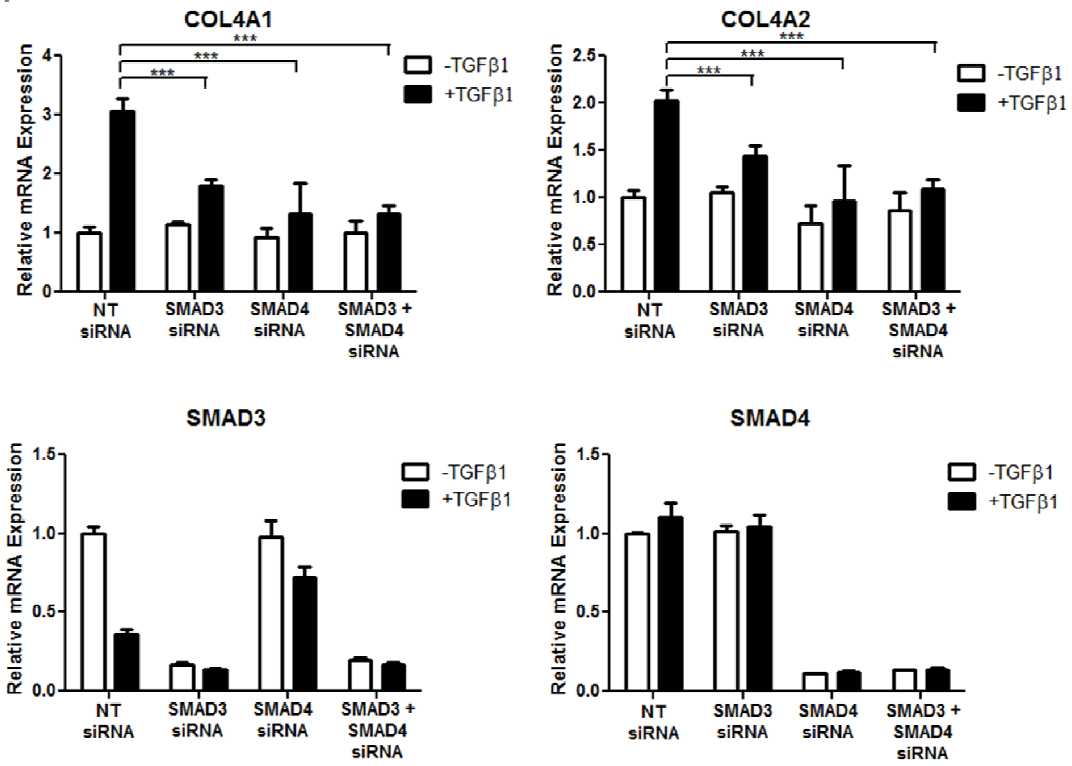 COL4A1
Relative mRNA Expression
4
3
2
1
0
***
***
***
-TGFβ1
+TGFβ1
NT
siRNA
SMAD3
siRNA
SMAD4
siRNA
SMAD3 +
SMAD4
siRNA
COL4A2
Relative mRNA Expression
2.5
2.0
1.5
1.0
0.5
0.0
***
***
***
-TGFβ1
+TGFβ1
NT
siRNA
SMAD3
siRNA
SMAD4
siRNA
SMAD3 +
SMAD4
siRNA
SMAD3
Relative mRNA Expression
1.5
1.0
0.5
0.0
-TGFβ1
+TGFβ1
NT
siRNA
SMAD3
siRNA
SMAD4
siRNA
SMAD3 +
SMAD4
siRNA
SMAD4
Relative mRNA Expression
1.5
1.0
0.5
0.0
-TGFβ1
+TGFβ1
NT
siRNA
SMAD3
siRNA
SMAD4
siRNA
SMAD3 +
SMAD4
siRNA